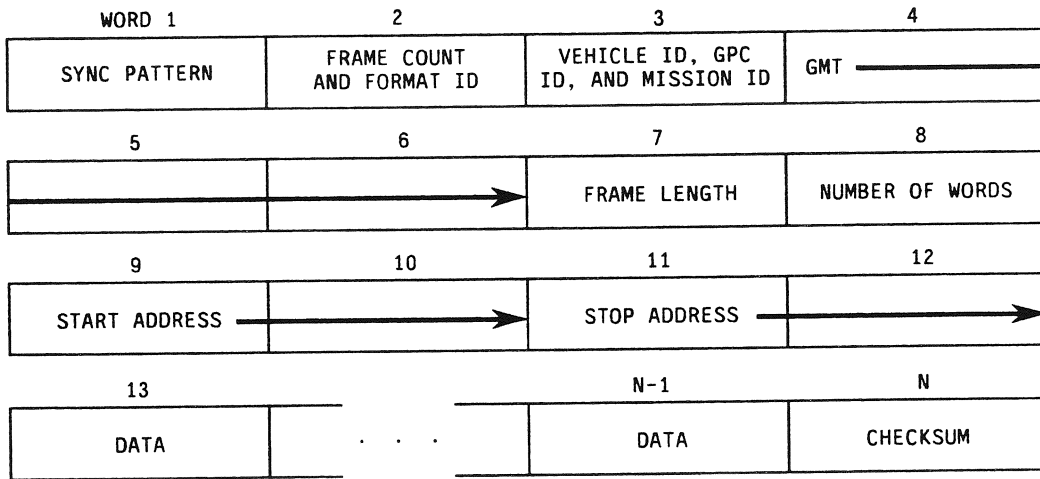 WORD 1 2 3 4
SYNC PATTERN
FRAME COUNT
AND FORMAT ID
VEHICLE ID, GPC
ID, AND MISSION ID
GMT
5 6 7 8
FRAME LENGTH
NUMBER OF WORDS
9 10 11 12
START ADDRESS
STOP ADDRESS
13 N-1 N
DATA
. . .
DATA
CHECKSUM